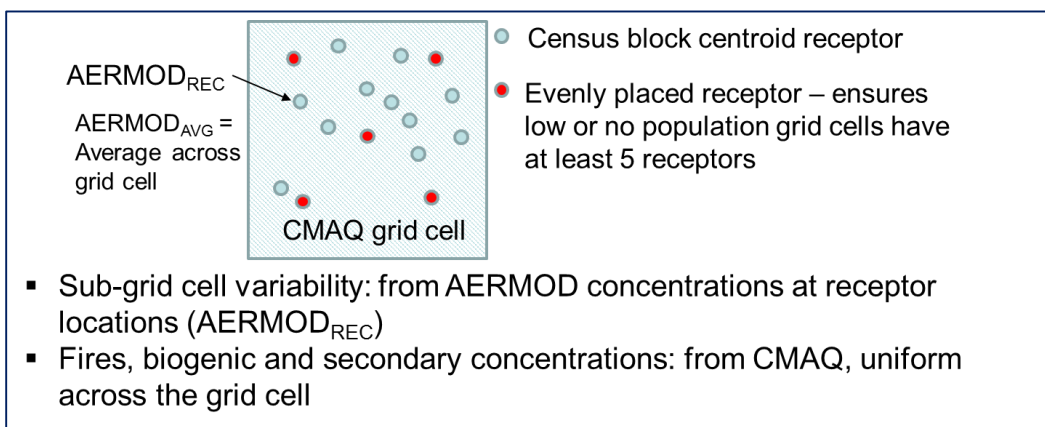 Census block centroid receptor
AERMOD_REC
Evenly placed receptor – ensures
low or no population grid cells have
at least 5 receptors
AERMOD_AVG =
Average across
grid cell
CMAQ grid cell
▪ Sub-grid cell variability: from AERMOD concentrations at receptor
locations (AERMOD_REC)
▪ Fires, biogenic and secondary concentrations: from CMAQ, uniform
across the grid cell